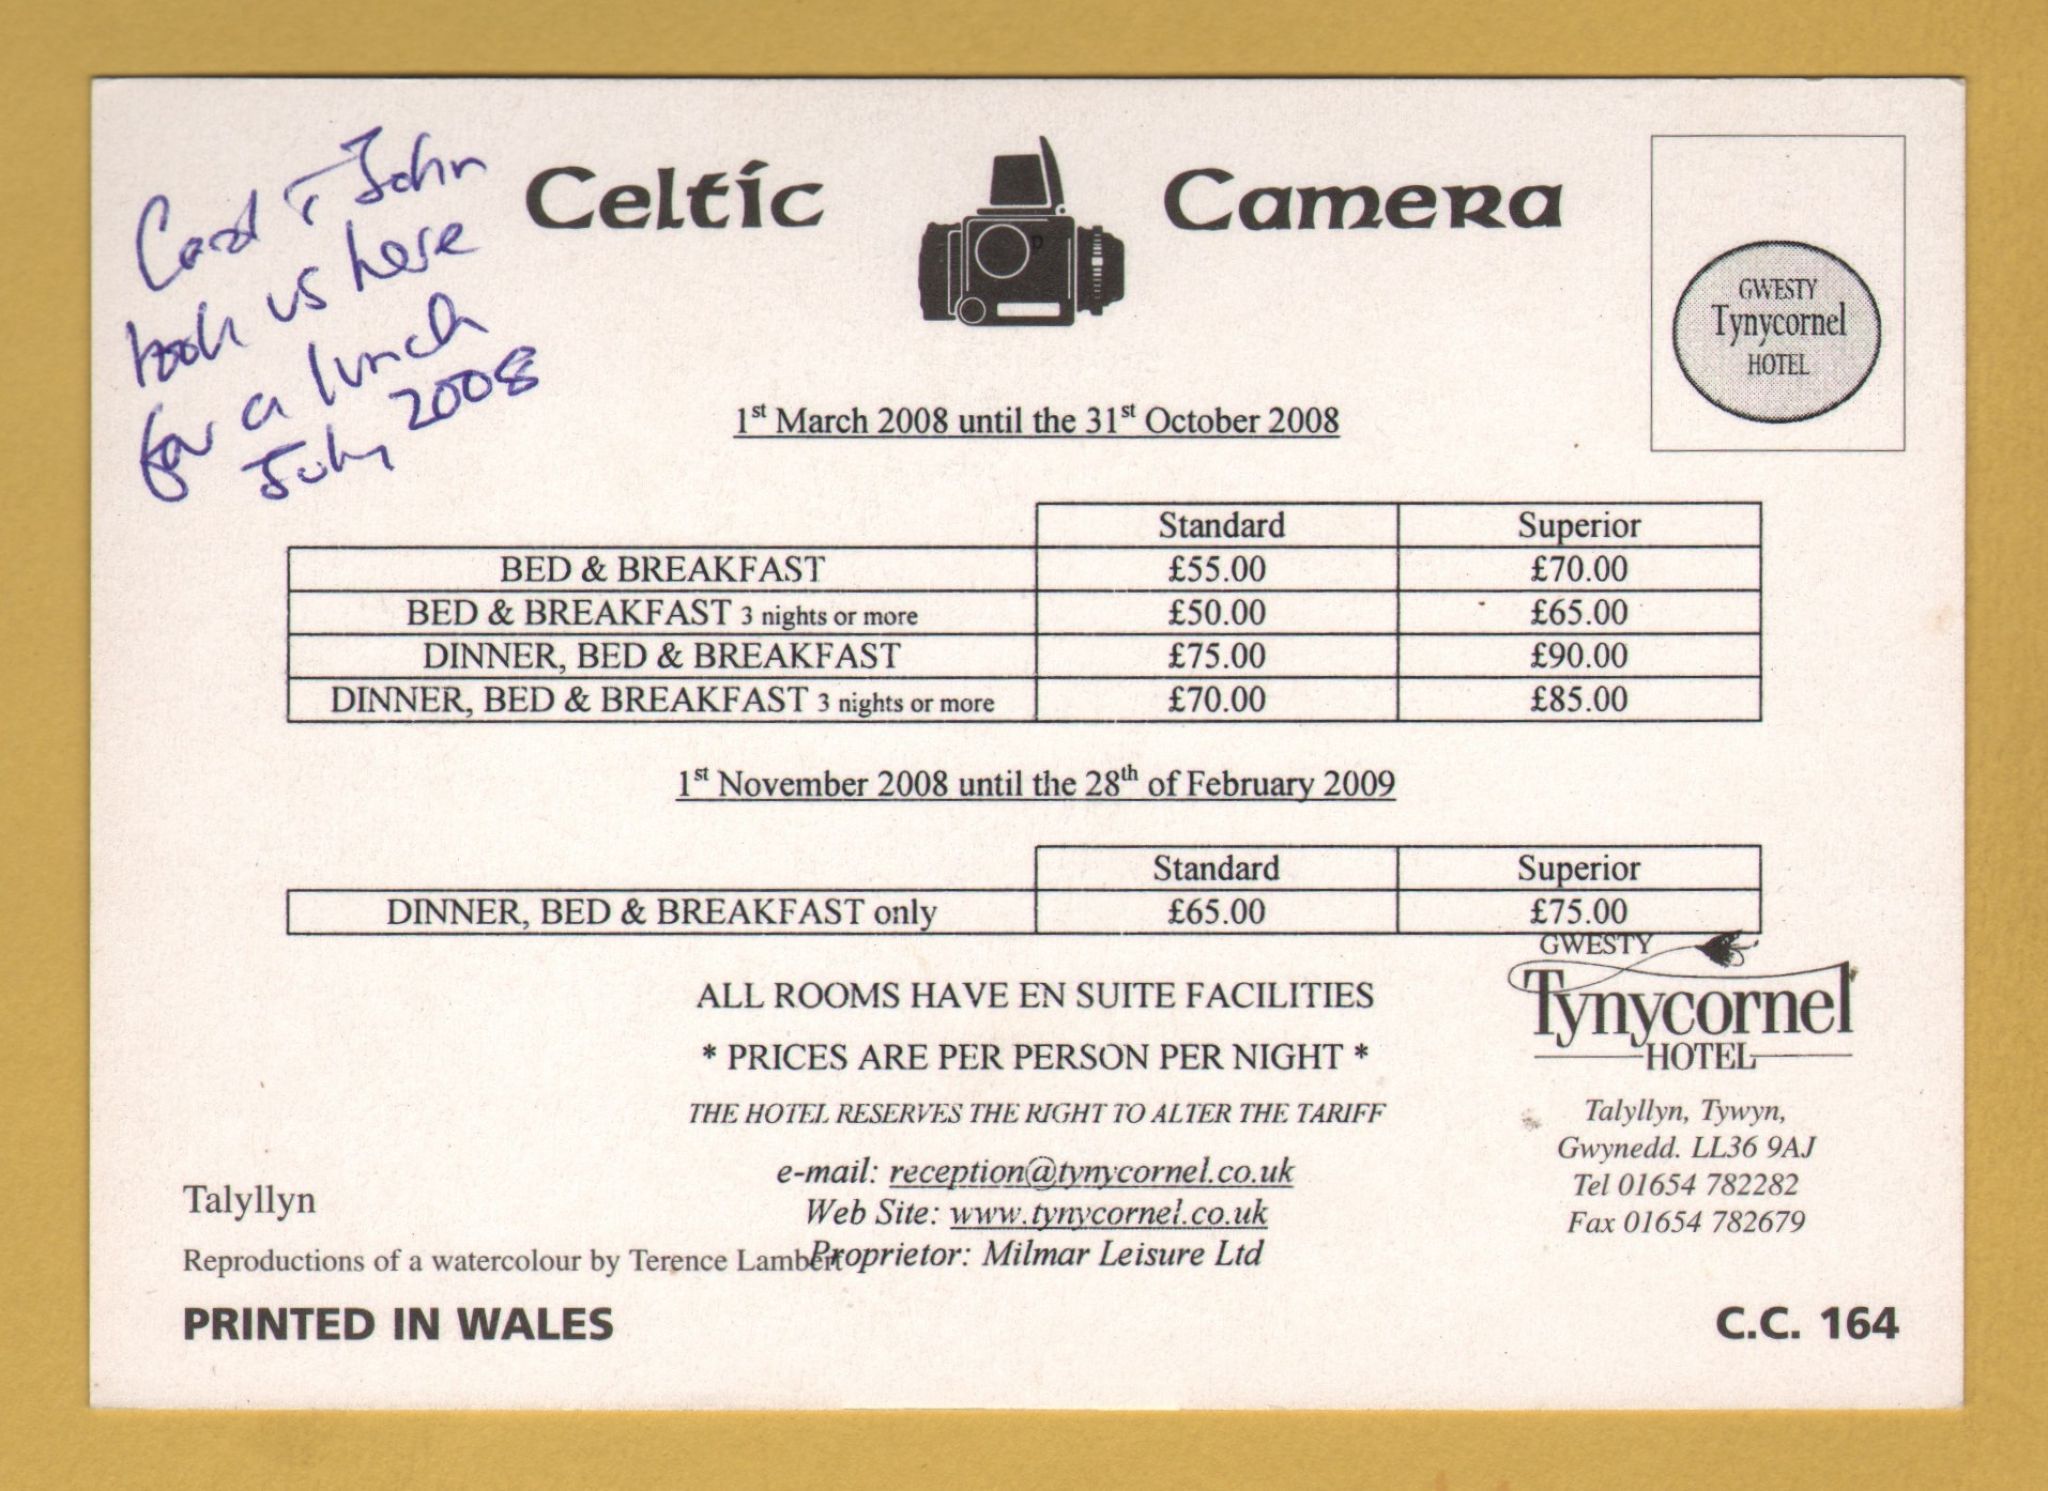 Carol & John
took us here
for a lunch
July 2008
Celtic Camera
GWESTY
Tynycornel
HOTEL
1st March 2008 until the 31st October 2008
Standard Superior
BED & BREAKFAST £55.00 £70.00
BED & BREAKFAST 3 nights or more £50.00 £65.00
DINNER, BED & BREAKFAST £75.00 £90.00
DINNER, BED & BREAKFAST 3 nights or more £70.00 £85.00
1st November 2008 until the 28th of February 2009
Standard Superior
DINNER, BED & BREAKFAST only £65.00 £75.00
ALL ROOMS HAVE EN SUITE FACILITIES
* PRICES ARE PER PERSON PER NIGHT *
THE HOTEL RESERVES THE RIGHT TO ALTER THE TARIFF
e-mail: reception@tynycornel.co.uk
Web Site: www.tynycornel.co.uk
Proprietor: Milmar Leisure Ltd
GWESTY
Tynycornel
HOTEL
Talyllyn, Tywyn,
Gwynedd. LL36 9AJ
Tel 01654 782282
Fax 01654 782679
Talyllyn
Reproductions of a watercolour by Terence Lambert
PRINTED IN WALES
C.C. 164